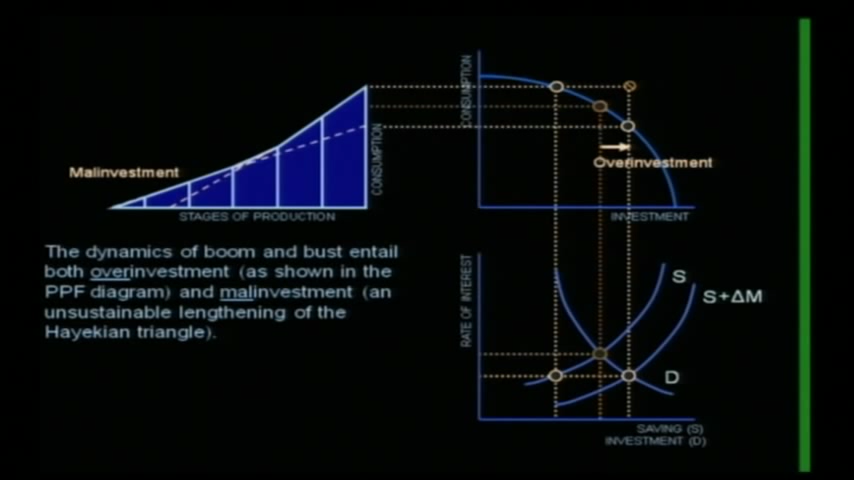 CONSUMPTION
Malinvestment
CONSUMPTION
Overinvestment
STAGES OF PRODUCTION
INVESTMENT
The dynamics of boom and bust entail
both overinvestment (as shown in the
PPF diagram) and malinvestment (an
unsustainable lengthening of the
Hayekian triangle).
RATE OF INTEREST
S
S+ΔM
D
SAVING (S)
INVESTMENT (D)